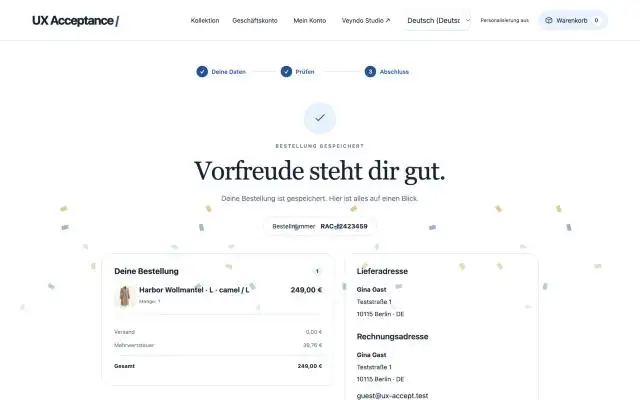 UX Acceptance /
Kollektion Geschäftskonto Mein Konto Veyndo Studio ↗ Deutsch (Deutsc Personalisierung aus Warenkorb 0
Deine Daten Prüfen 3 Abschluss
BESTELLUNG GESPEICHERT
Vorfreude steht dir gut.
Deine Bestellung ist gespeichert. Hier ist alles auf einen Blick.
Bestellnummer
Deine Bestellung 1
Harbor Wollmantel · L · camel / L 249,00 €
Menge: 1
Versand 0,00 €
Mehrwertsteuer 39,76 €
Gesamt 249,00 €
Lieferadresse
Gina Gast
Teststraße 1
10115 Berlin · DE
Rechnungsadresse
Gina Gast
Teststraße 1
10115 Berlin · DE
guest@ux-accept.test